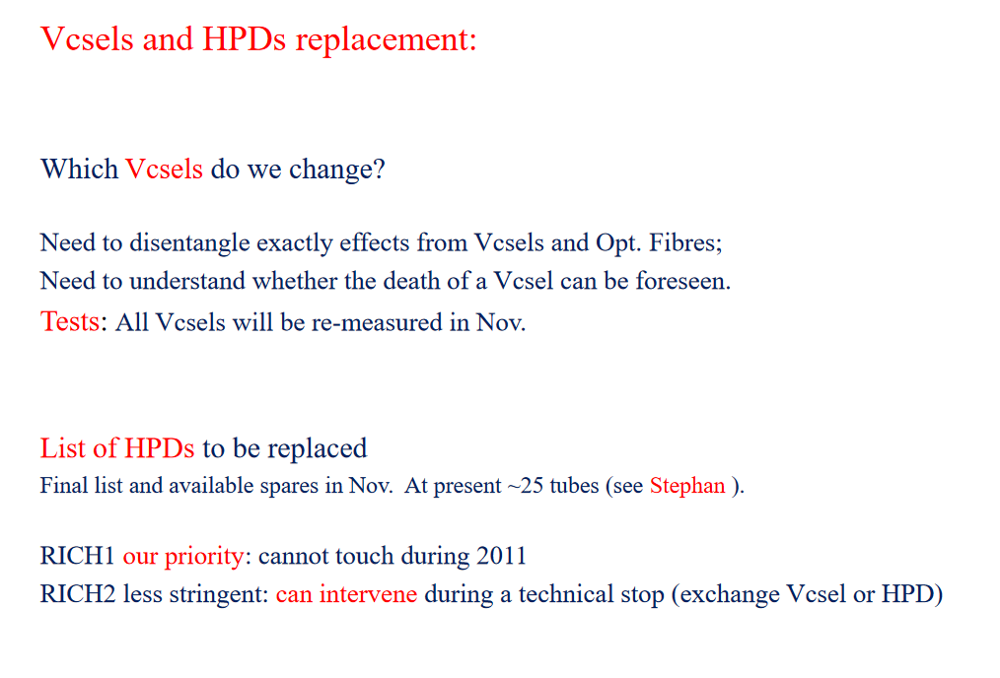 Vcsels and HPDs replacement:
Which Vcsels do we change?
Need to disentangle exactly effects from Vcsels and Opt. Fibres;
Need to understand whether the death of a Vcsel can be foreseen.
Tests: All Vcsels will be re-measured in Nov.
List of HPDs to be replaced
Final list and available spares in Nov.  At present ~25 tubes (see Stephan ).
RICH1 our priority: cannot touch during 2011
RICH2 less stringent: can intervene during a technical stop (exchange Vcsel or HPD)